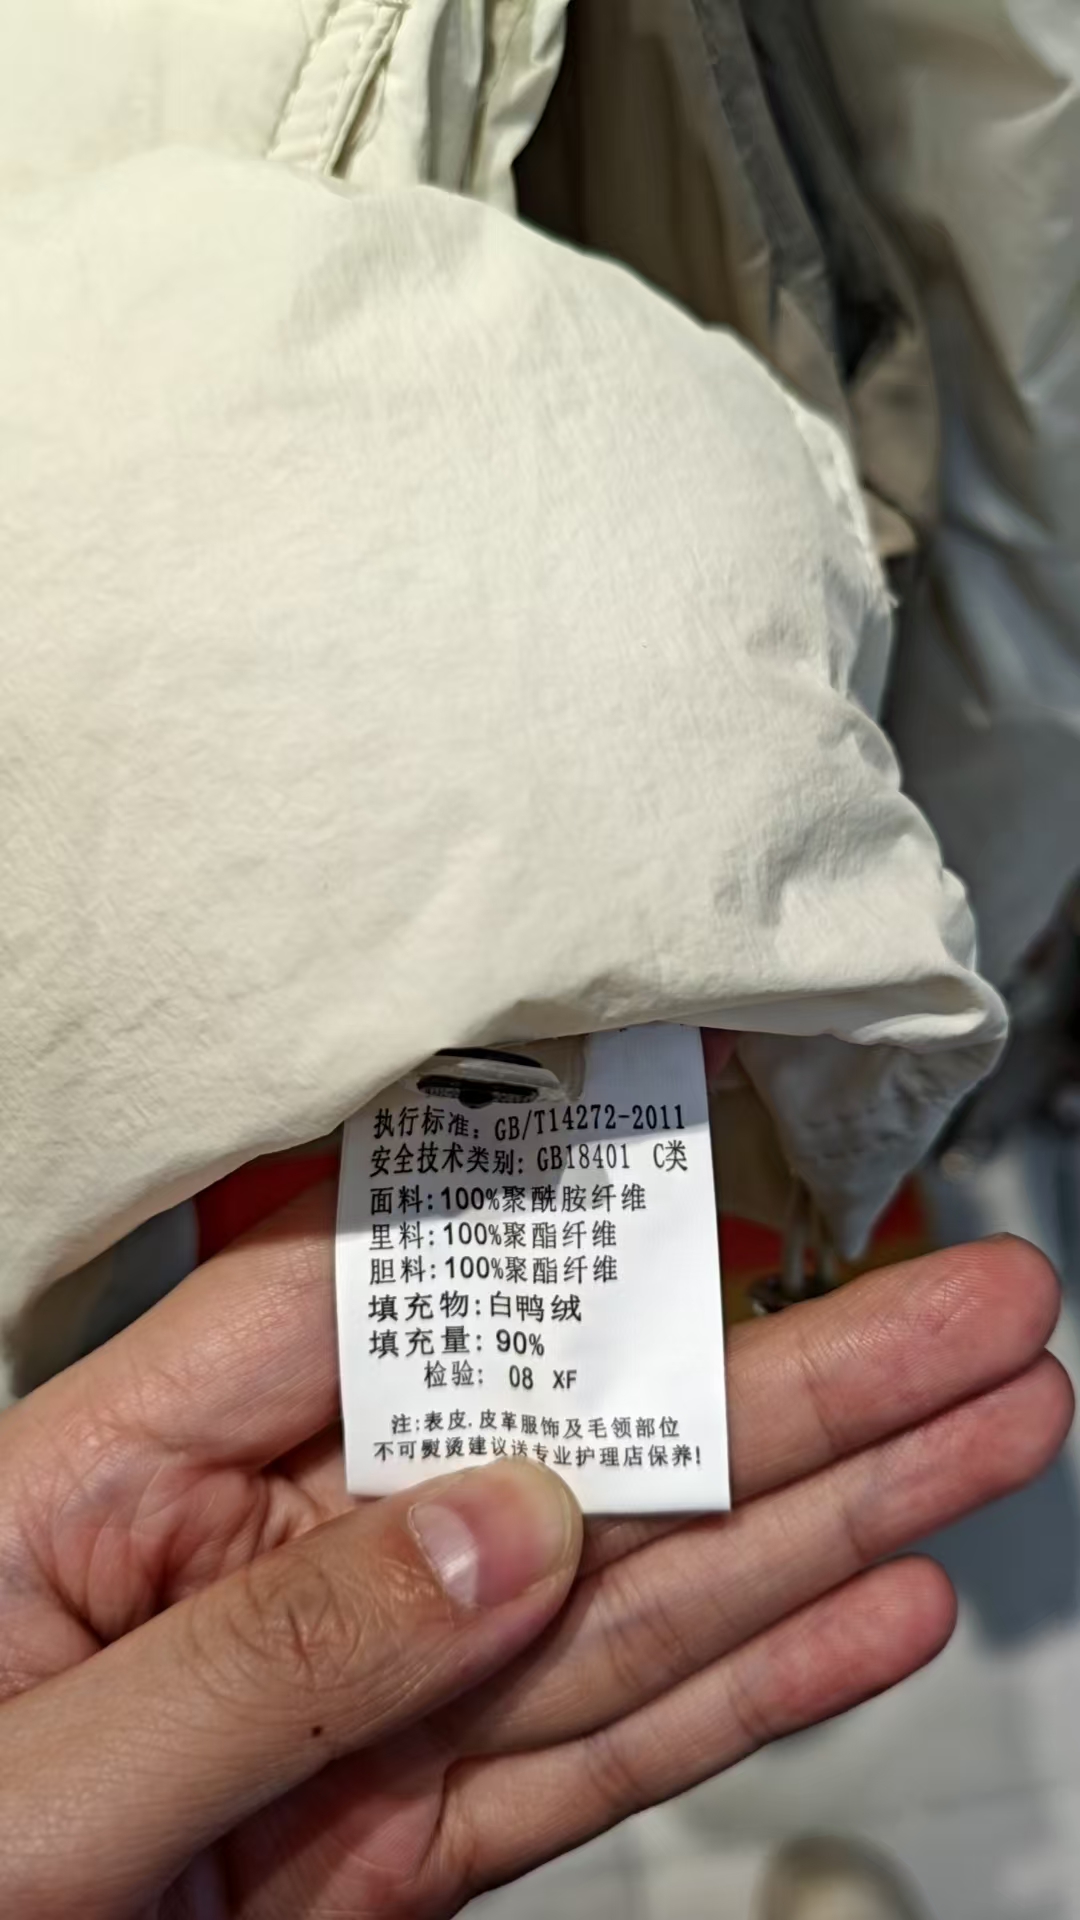 执行标准：GB/T14272-2011
安全技术类别：GB18401 C类
面料:100%聚酰胺纤维
里料:100%聚酯纤维
胆料:100%聚酯纤维
填充物:白鸭绒
填充量:90%
检验:08 XF
注:表皮.皮革服饰及毛领部位
不可熨烫建议送专业护理店保养!